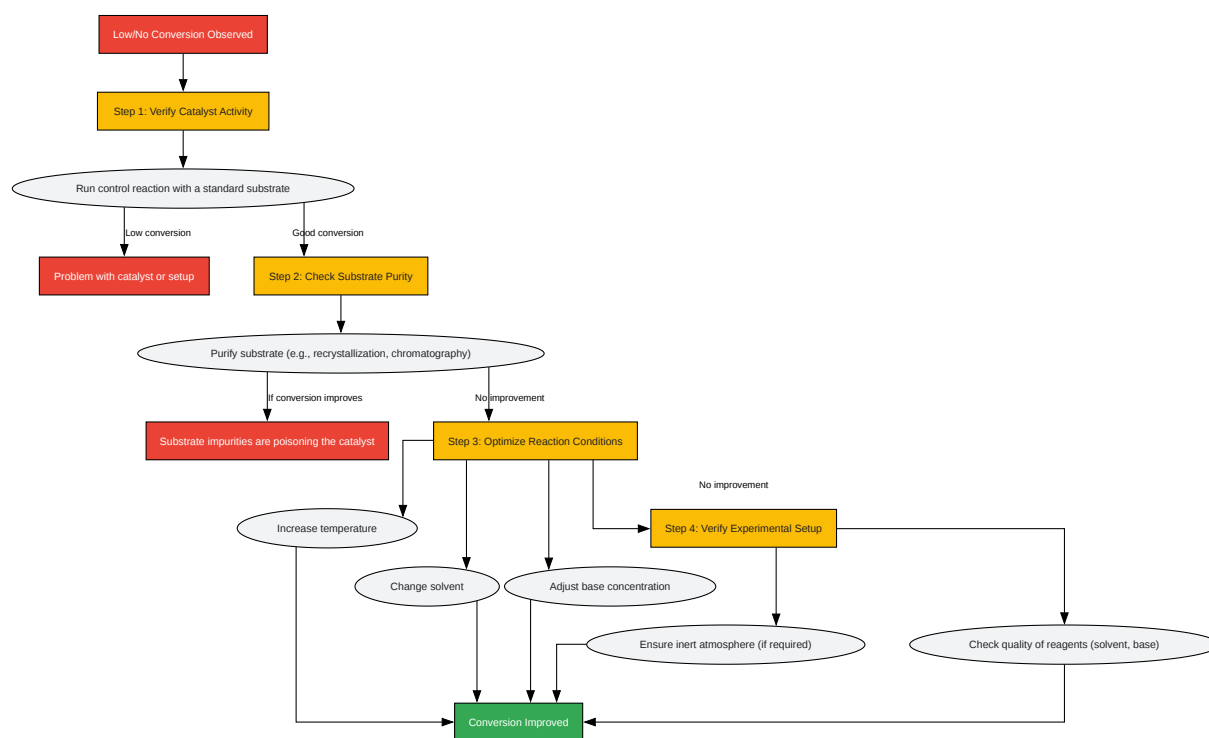 Low/No Conversion Observed
Step 1: Verify Catalyst Activity
Run control reaction with a standard substrate
Low conversion
Good conversion
Problem with catalyst or setup
Step 2: Check Substrate Purity
Purify substrate (e.g., recrystallization, chromatography)
If conversion improves
No improvement
Substrate impurities are poisoning the catalyst
Step 3: Optimize Reaction Conditions
No improvement
Increase temperature
Step 4: Verify Experimental Setup
Change solvent
Adjust base concentration
Ensure inert atmosphere (if required)
Check quality of reagents (solvent, base)
Conversion Improved